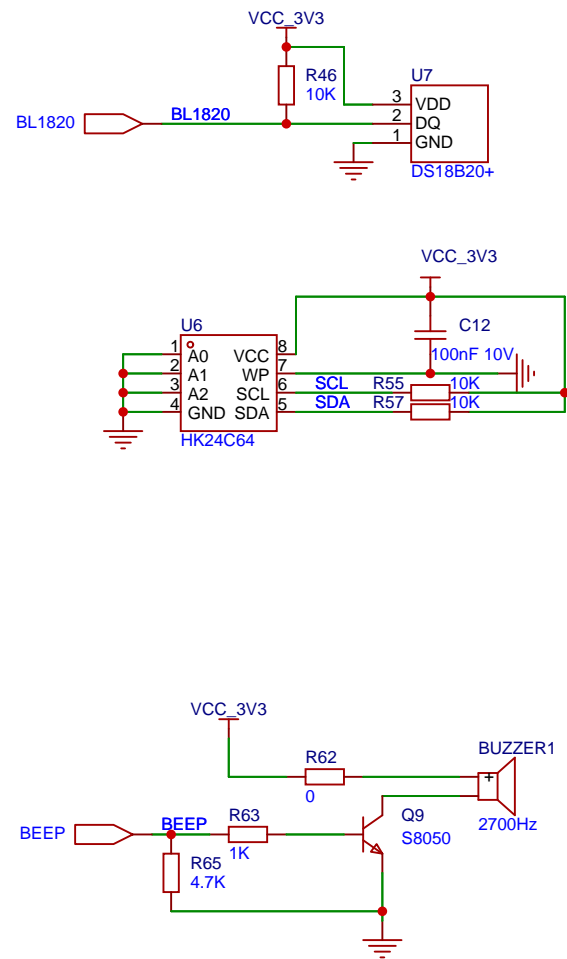 VCC_3V3
R46
10K
U7
BL1820
BL1820
3 VDD
2 DQ
1 GND
DS18B20+
VCC_3V3
U6
C12
100nF 10V
1 A0 VCC 8
2 A1 WP 7
3 A2 SCL 6 SCL R55 10K
4 GND SDA 5 SDA R57 10K
HK24C64
VCC_3V3
R62
0
BUZZER1
+
2700Hz
BEEP
BEEP
R63
1K
Q9
S8050
R65
4.7K